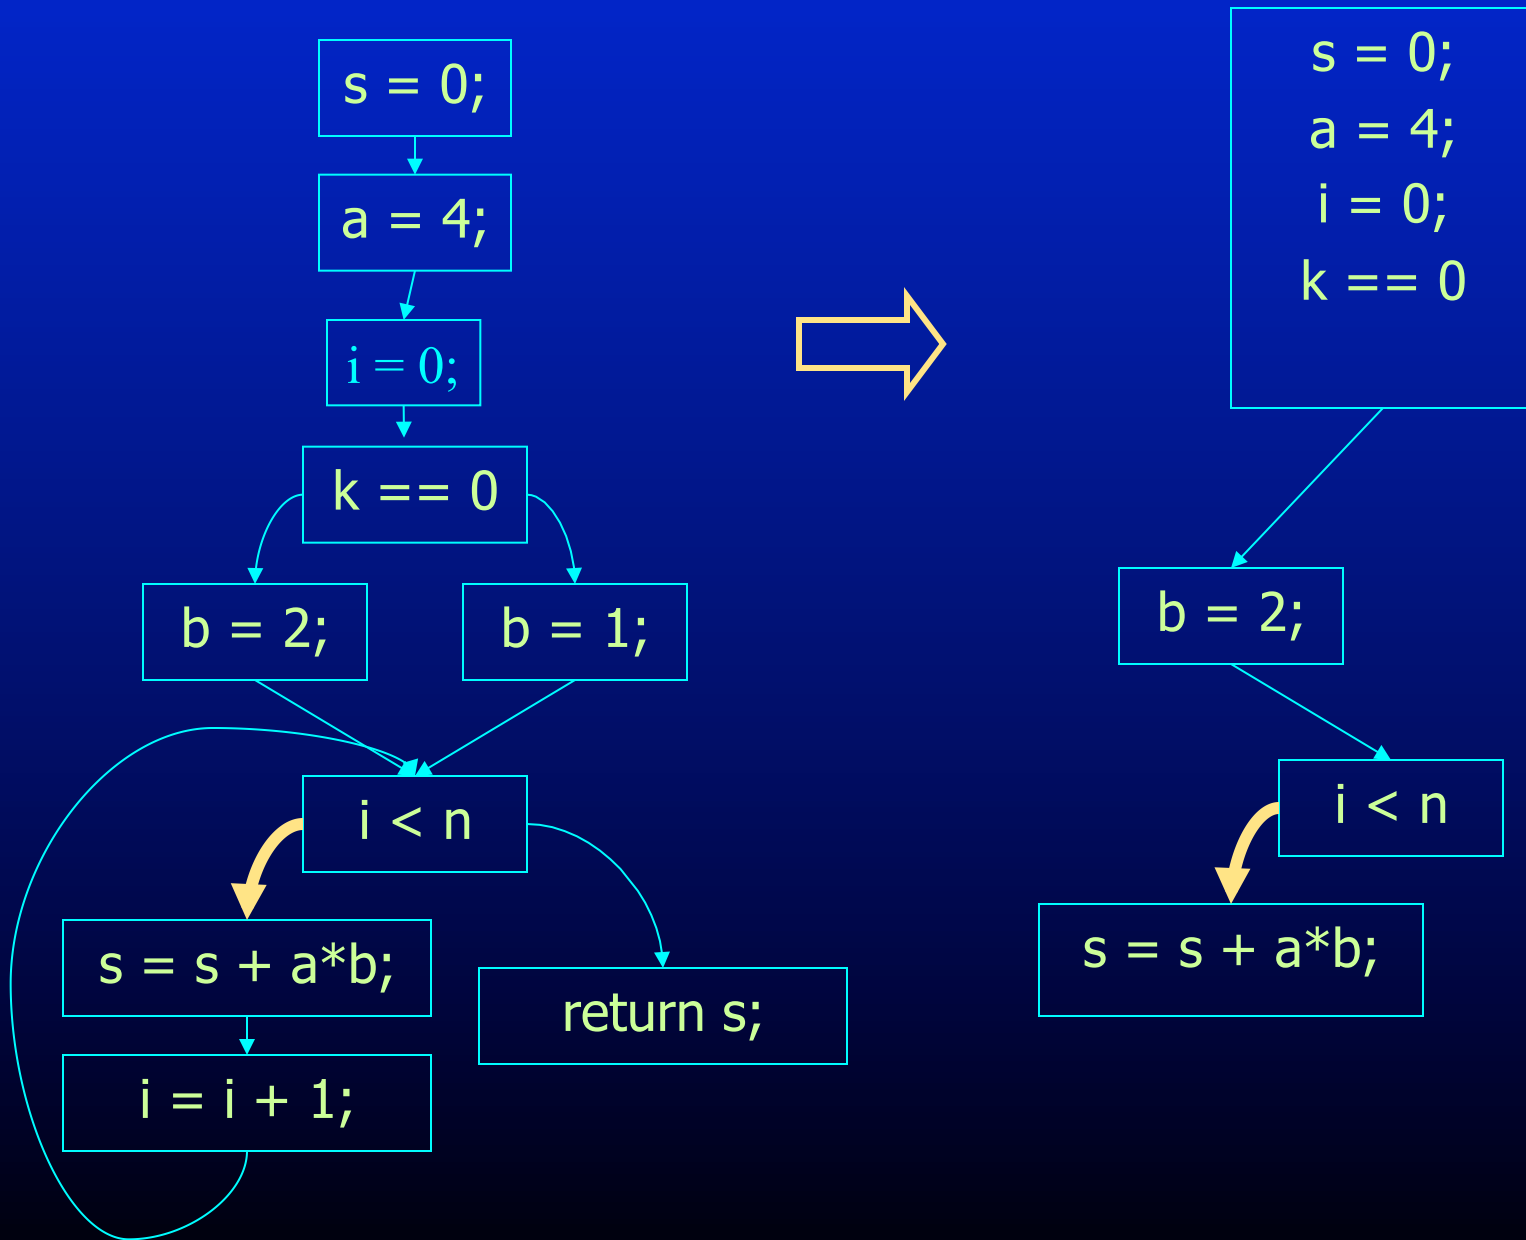 s = 0;
a = 4;
i = 0;
k == 0
b = 2;
b = 1;
i < n
s = s + a*b;
return s;
i = i + 1;
s = 0;
a = 4;
i = 0;
k == 0
b = 2;
i < n
s = s + a*b;